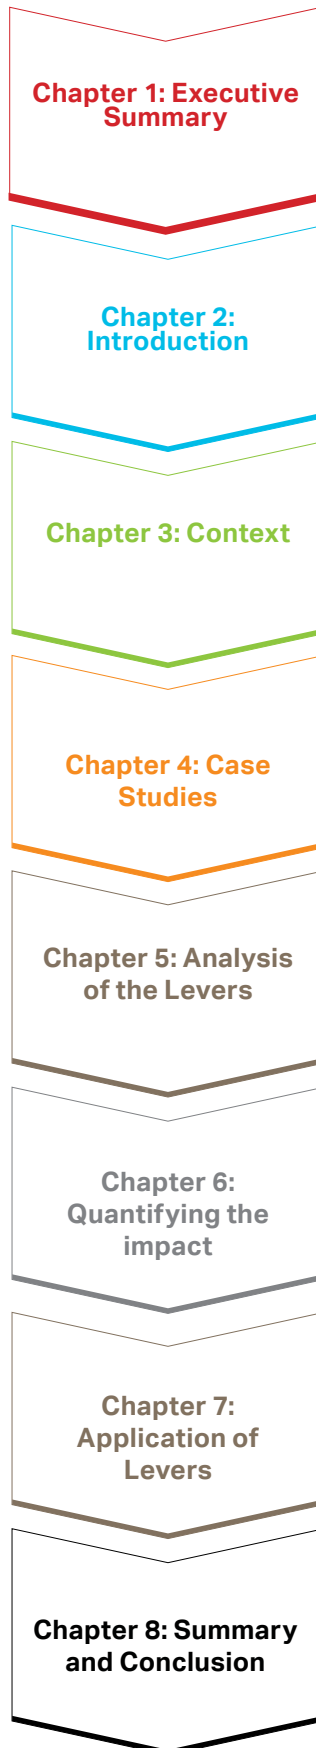 Chapter 1: Executive
Summary
Chapter 2:
Introduction
Chapter 3: Context
Chapter 4: Case
Studies
Chapter 5: Analysis
of the Levers
Chapter 6:
Quantifying the
impact
Chapter 7:
Application of
Levers
Chapter 8: Summary
and Conclusion